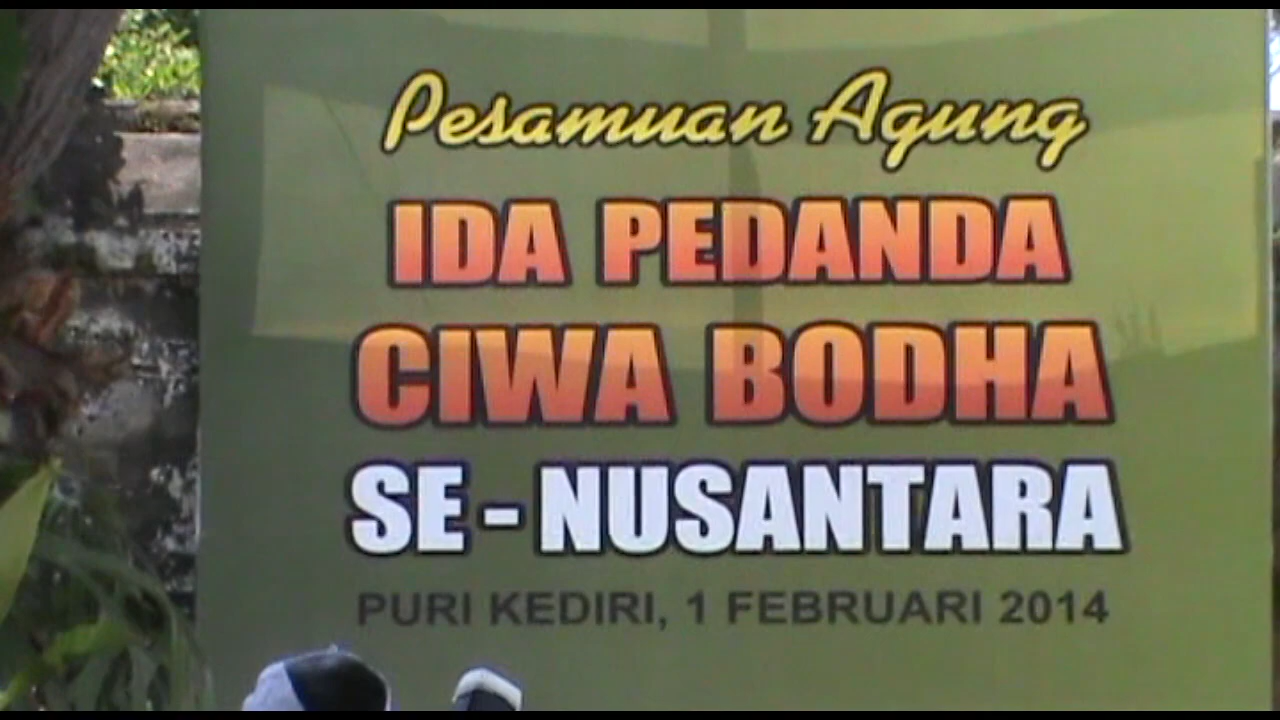 Pesamuan Agung
IDA PEDANDA
CIWA BODHA
SE - NUSANTARA
PURI KEDIRI, 1 FEBRUARI 2014